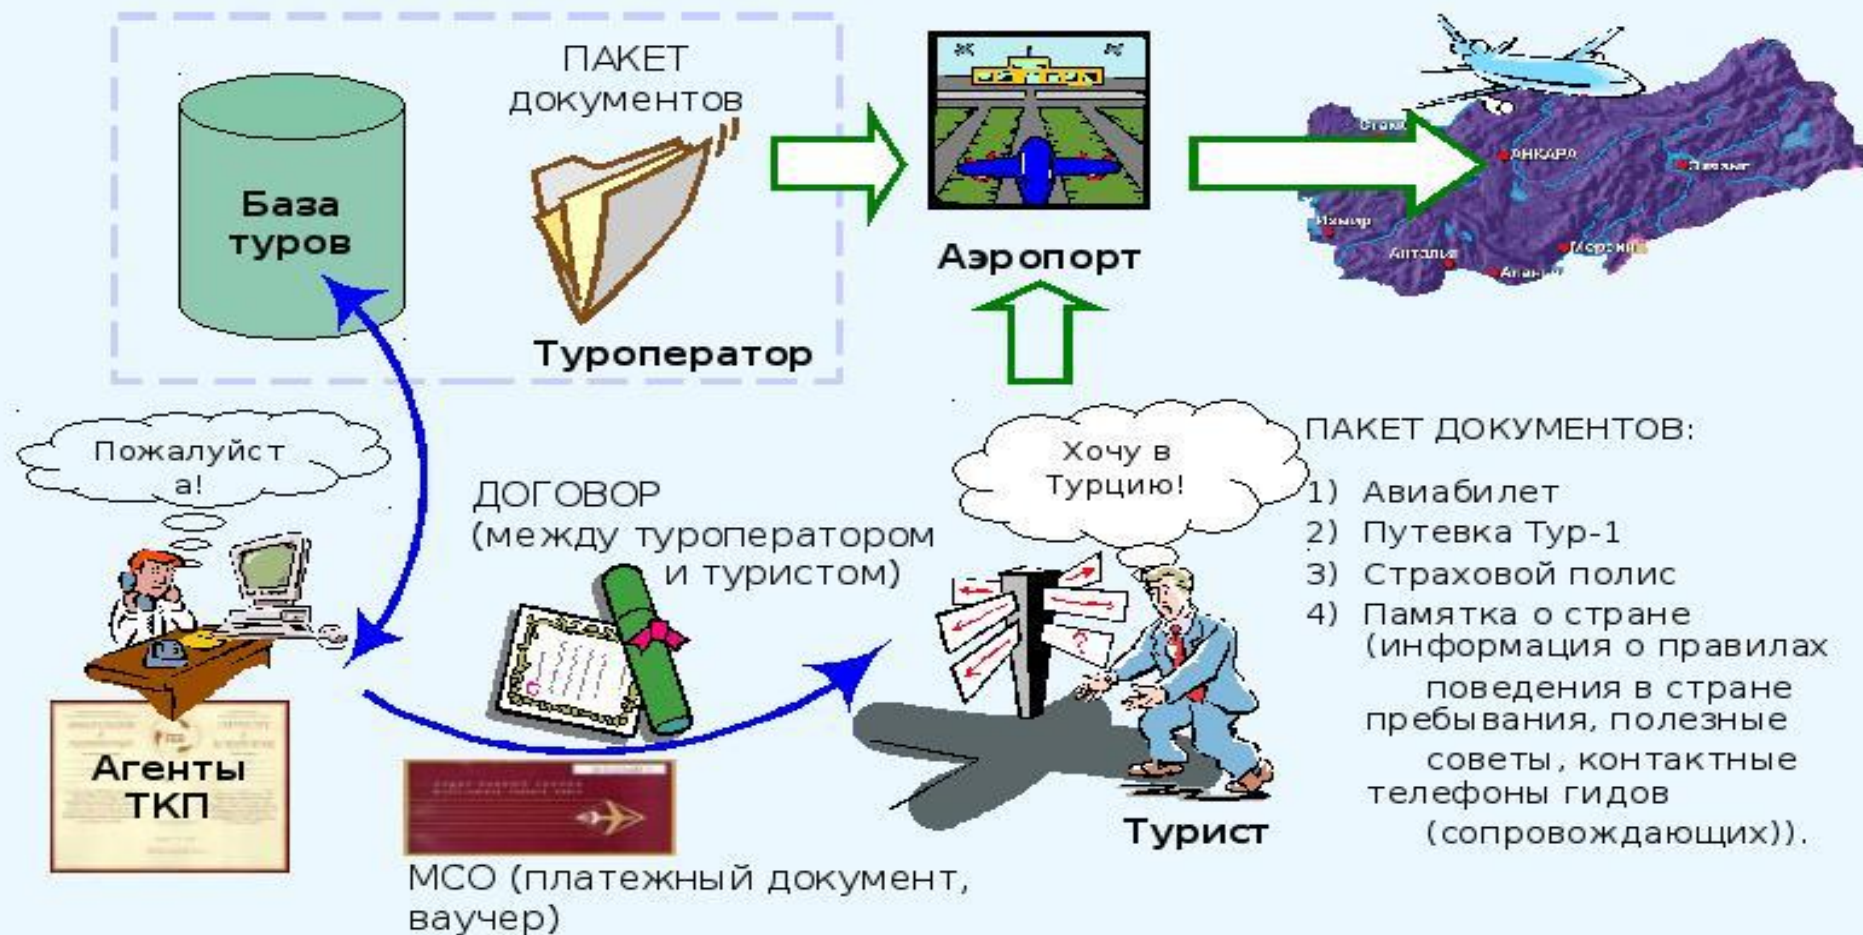 ПАКЕТ
документов
База
туров
Туроператор
Аэропорт
АНКАРА
Измир
Анталья
Мерсин
Пожалуйст
а!
ДОГОВОР
(между туроператором
и туристом)
Хочу в
Турцию!
Агенты
ТКП
МСО (платежный документ,
ваучер)
Турист
ПАКЕТ ДОКУМЕНТОВ:
1) Авиабилет
2) Путевка Тур-1
3) Страховой полис
4) Памятка о стране
(информация о правилах
поведения в стране
пребывания, полезные
советы, контактные
телефоны гидов
(сопровождающих)).